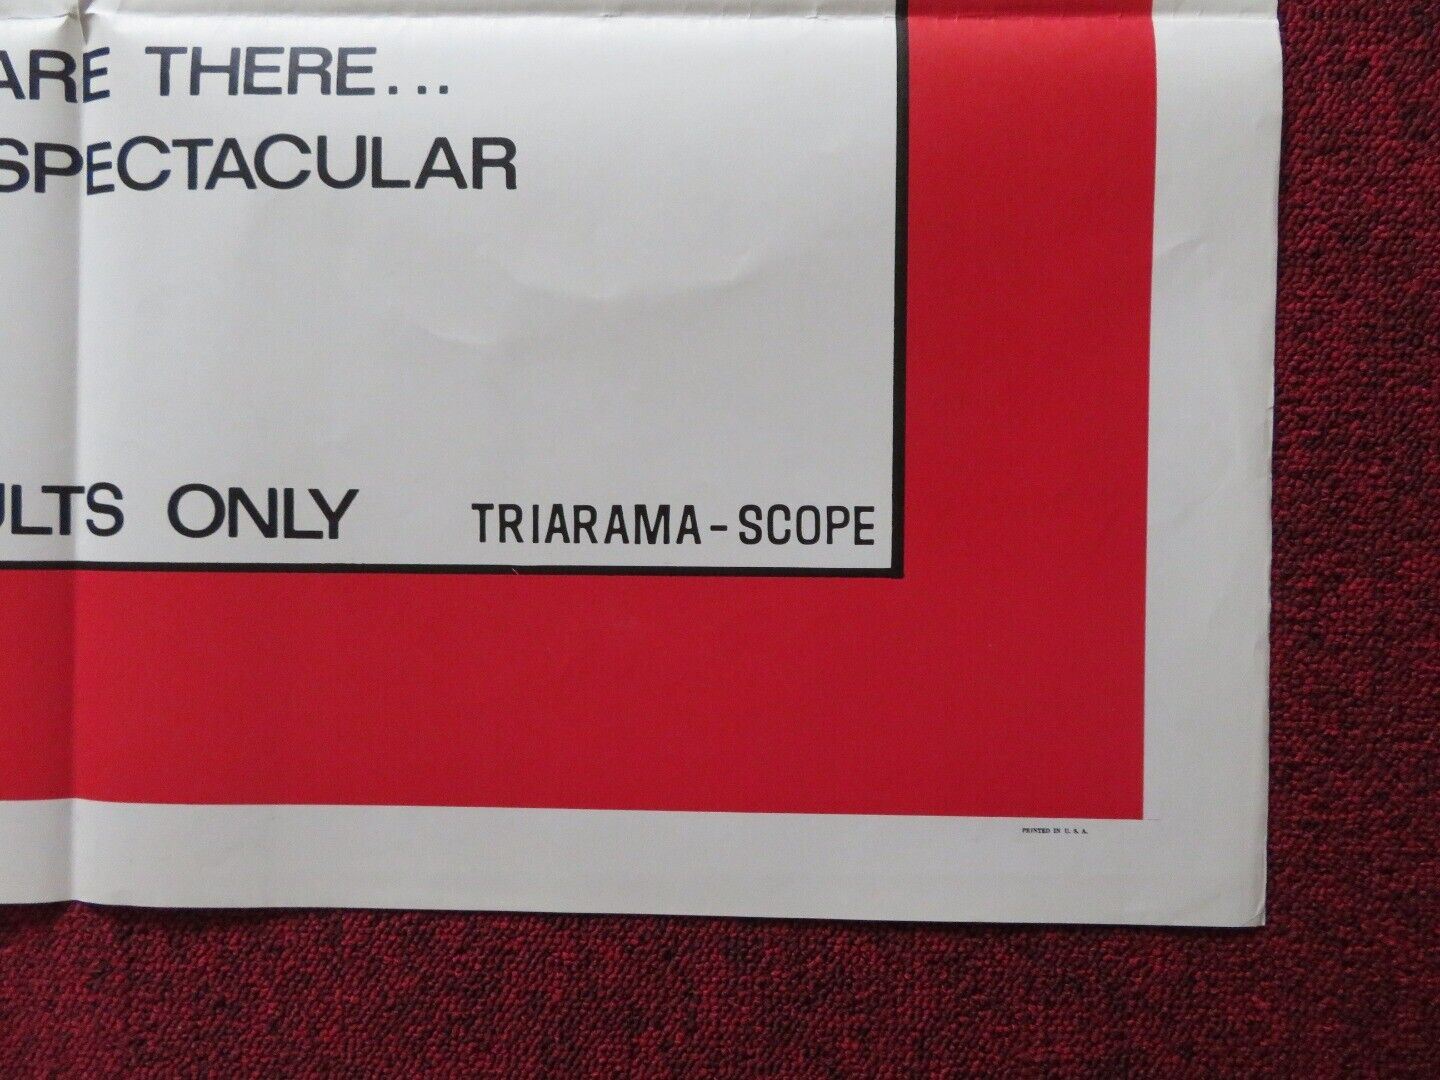 ARE THERE...
SPECTACULAR
ULTS ONLY TRIARAMA-SCOPE
PRINTED IN U. S. A.